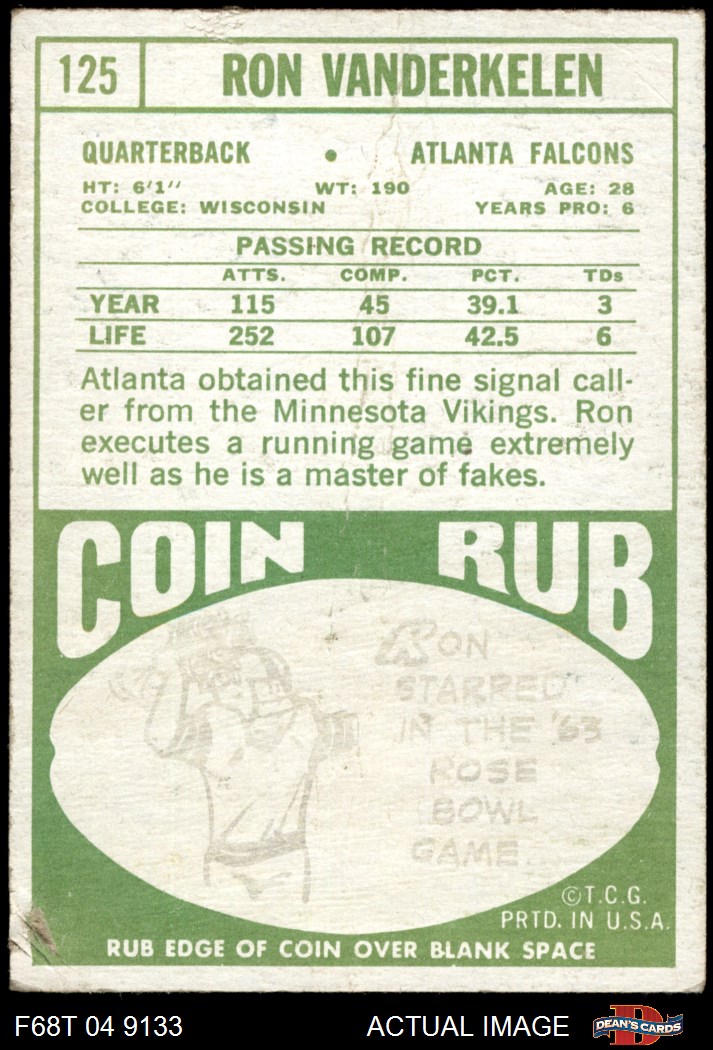 125 RON VANDERKELEN
QUARTERBACK • ATLANTA FALCONS
HT: 6'1" WT: 190 AGE: 28
COLLEGE: WISCONSIN YEARS PRO: 6
PASSING RECORD
ATTS. COMP. PCT. TDs
YEAR 115 45 39.1 3
LIFE 252 107 42.5 6
Atlanta obtained this fine signal call-
er from the Minnesota Vikings. Ron
executes a running game extremely
well as he is a master of fakes.
COIN RUB
RON
STARRED
IN THE '63
ROSE
BOWL
GAME.
©T.C.G.
PRTD. IN U.S.A.
RUB EDGE OF COIN OVER BLANK SPACE
F68T 04 9133 ACTUAL IMAGE
D
DEAN'S CARDS